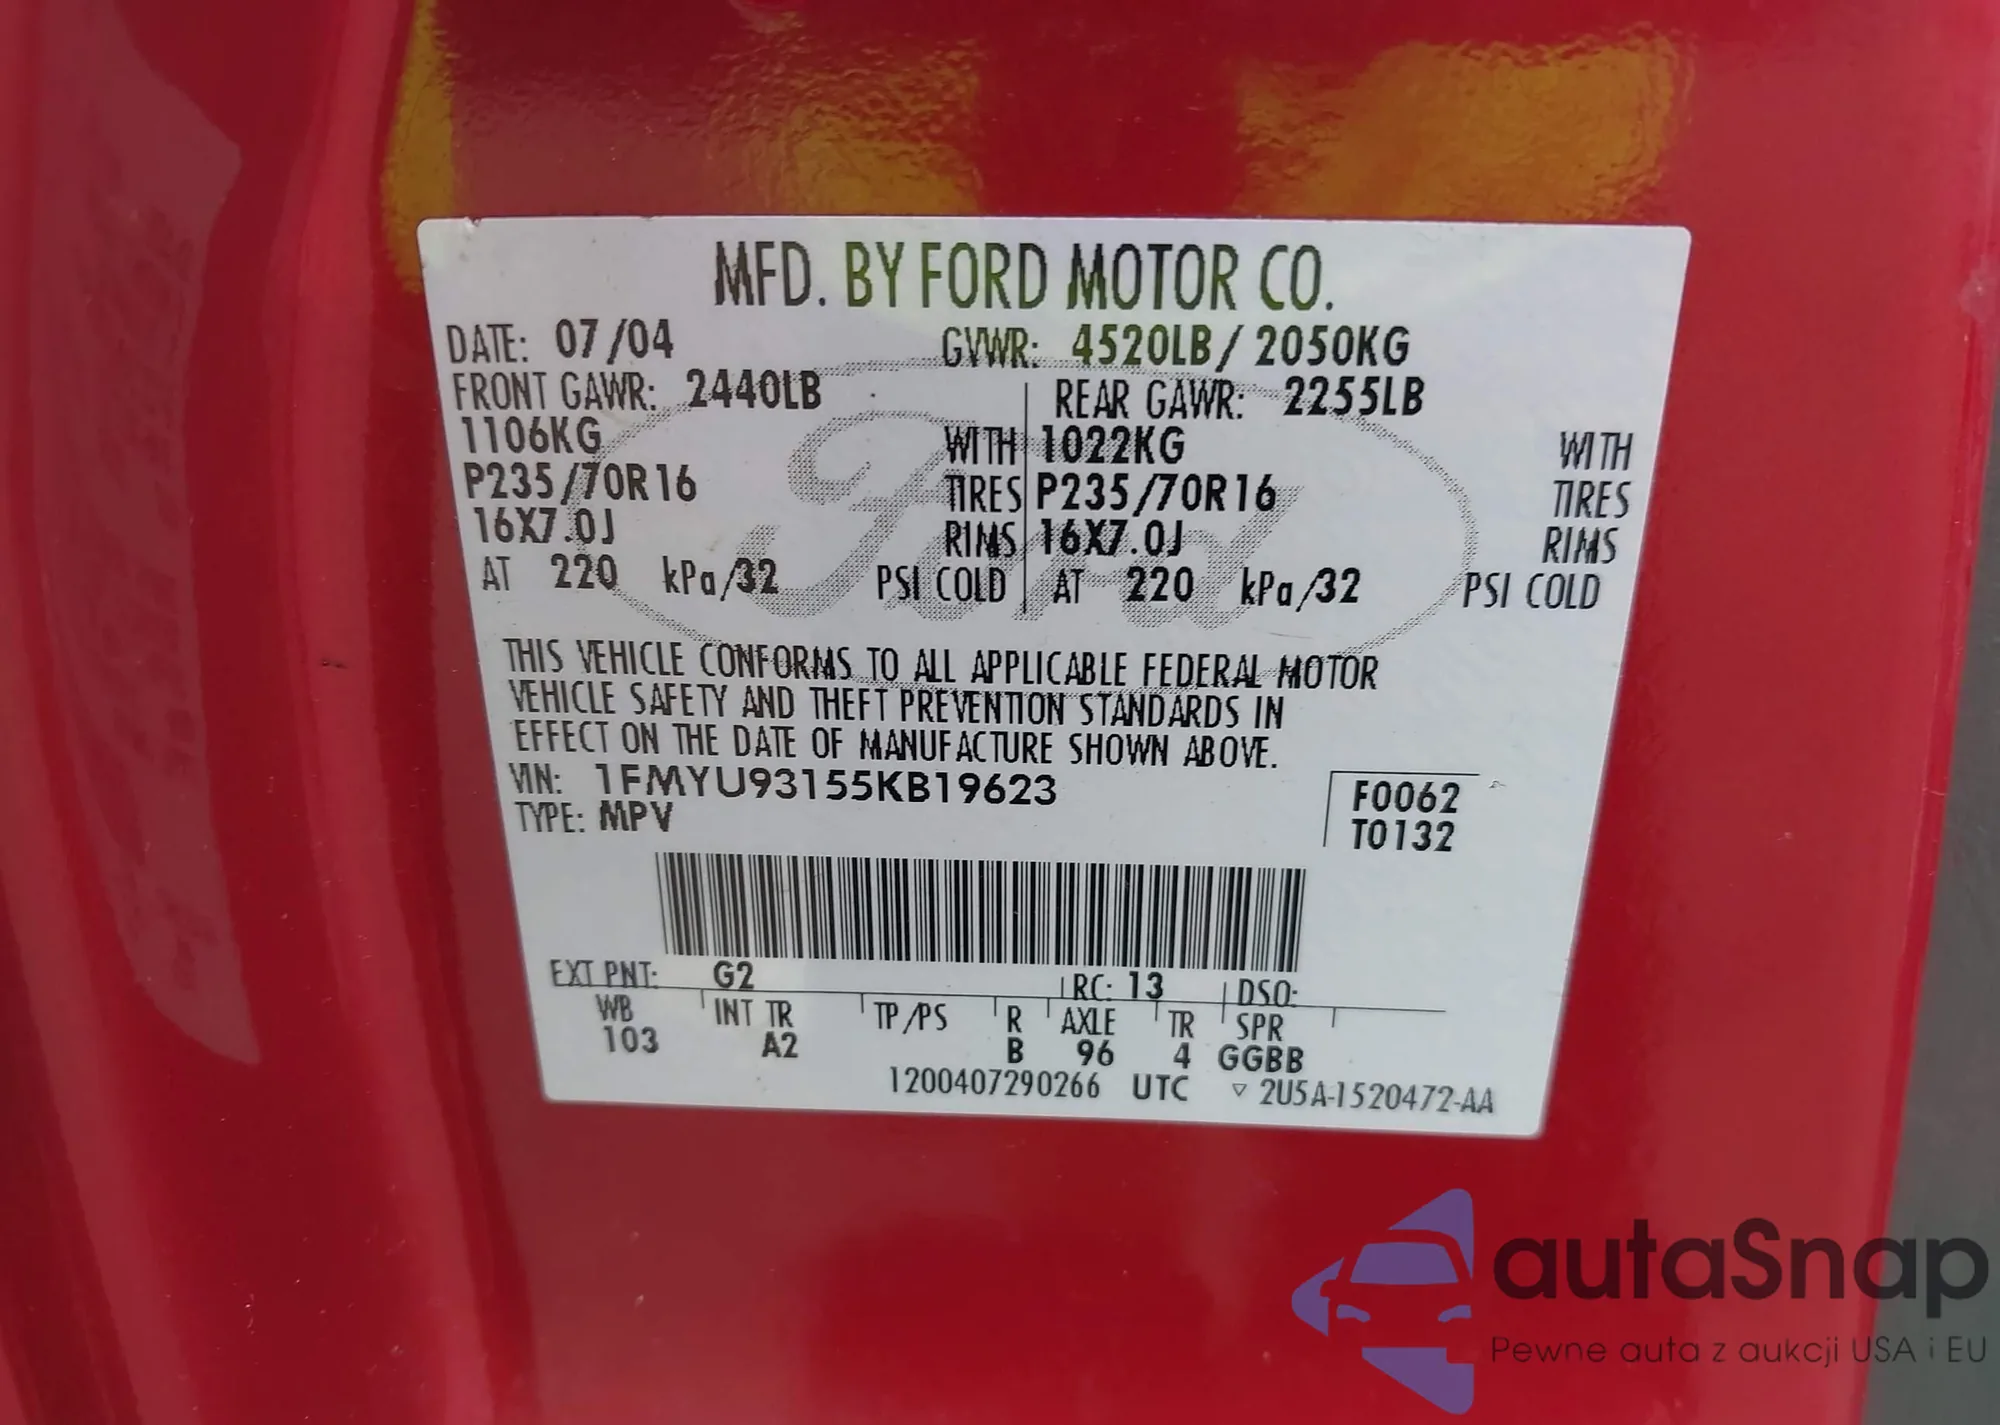 MFD. BY FORD MOTOR CO.
DATE: 07/04 GVWR: 4520LB/ 2050KG
FRONT GAWR: 2440LB REAR GAWR: 2255LB
1106KG WITH 1022KG WITH
P235/70R16 TIRES P235/70R16 TIRES
16X7.0J RIMS 16X7.0J RIMS
AT 220 kPa/32 PSI COLD AT 220 kPa/32 PSI COLD
Ford
THIS VEHICLE CONFORMS TO ALL APPLICABLE FEDERAL MOTOR
VEHICLE SAFETY AND THEFT PREVENTION STANDARDS IN
EFFECT ON THE DATE OF MANUFACTURE SHOWN ABOVE.
VIN: 1FMYU93155KB19623 F0062
TYPE: MPV T0132
EXT PNT: G2 RC: 13 DSO:
WB INT TR TP/PS R AXLE TR SPR
103 A2 B 96 4 GGBB
1200407290266 UTC ▽ 2U5A-1520472-AA
autaSnap
Pewne auta z aukcji USA i EU